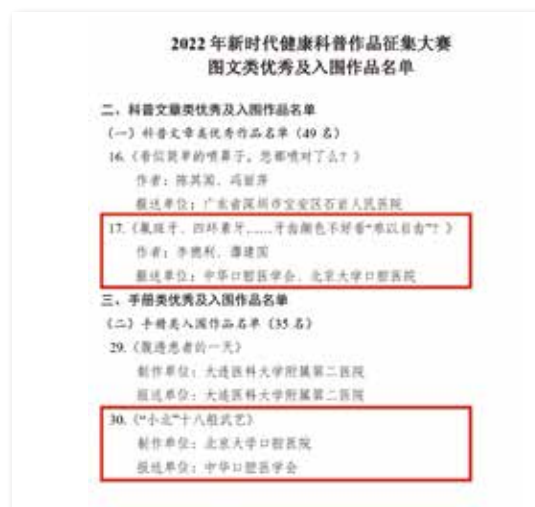 2022年新时代健康科普作品征集大赛
图文类优秀及入围作品名单
二、科普文章类优秀及入围作品名单
（一）科普文章类优秀作品名单（49名）
16.《看似简单的喷鼻子，您都喷对了么？》
作者：陈其国、冯丽萍
报送单位：广东省深圳市宝安区石岩人民医院
17.《氟斑牙、四环素牙……牙齿颜色不好看“难以自由”？》
作者：李德利、谭建国
报送单位：中华口腔医学会、北京大学口腔医院
三、手册类优秀及入围作品名单
（二）手册类入围作品名单（35名）
29.《腹透患者的一天》
制作单位：大连医科大学附属第二医院
报送单位：大连医科大学附属第二医院
30.《“小北”十八般武艺》
制作单位：北京大学口腔医院
报送单位：中华口腔医学会